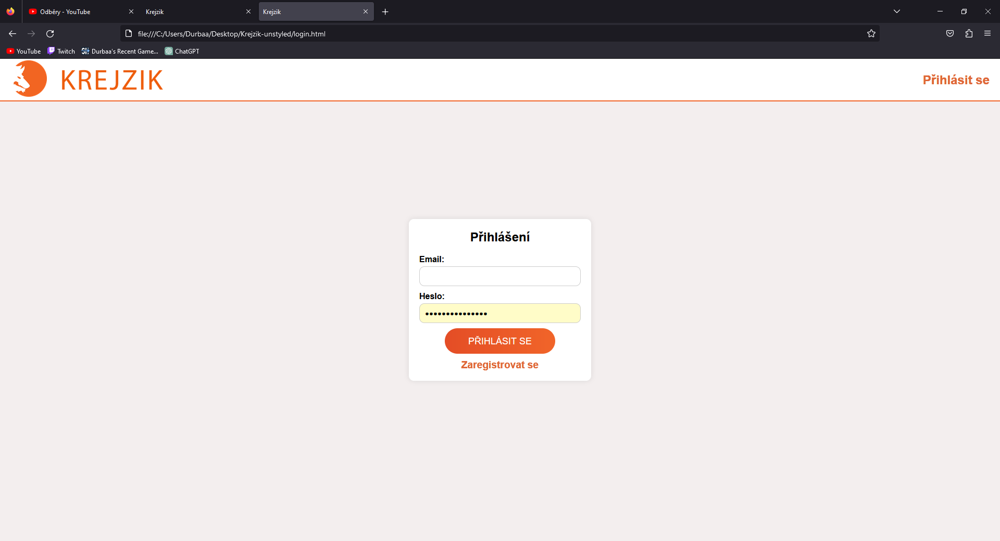 Odběry - YouTube
Krejzik
Krejzik
file:///C:/Users/Durbaa/Desktop/Krejzik-unstyled/login.html
YouTube
Twitch
Durbaa's Recent Game...
ChatGPT
KREJZIK
Přihlásit se
Přihlášení
Email:
Heslo:
PŘIHLÁSIT SE
Zaregistrovat se